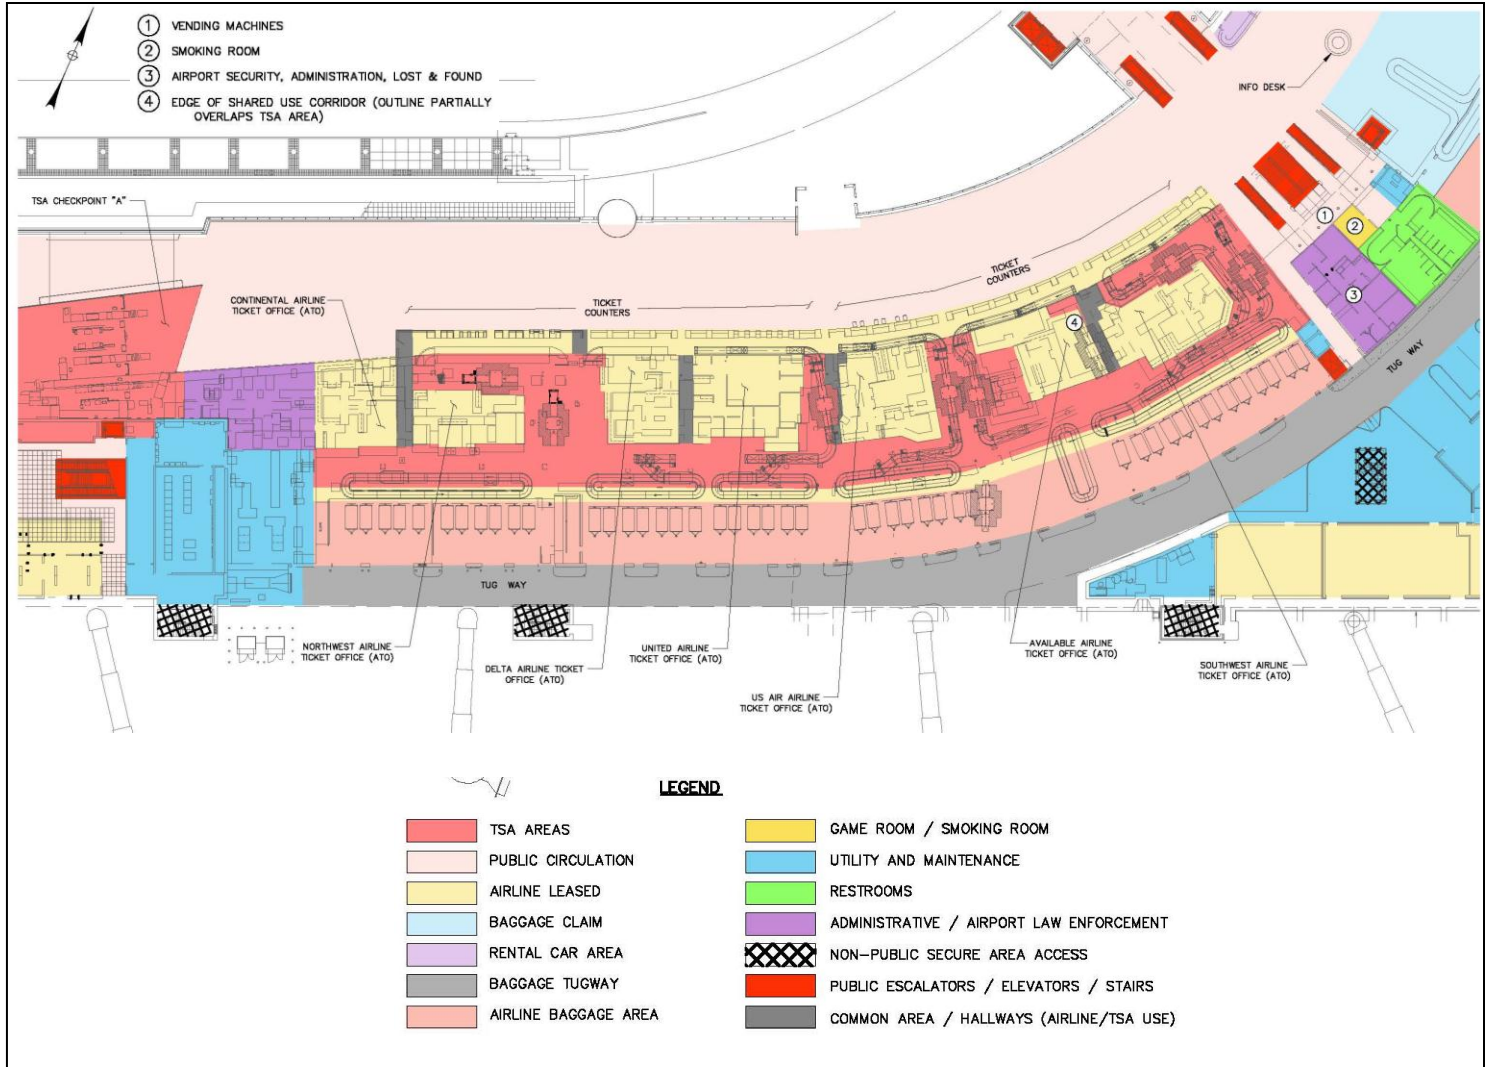 1 VENDING MACHINES
2 SMOKING ROOM
3 AIRPORT SECURITY, ADMINISTRATION, LOST & FOUND
4 EDGE OF SHARED USE CORRIDOR (OUTLINE PARTIALLY
OVERLAPS TSA AREA)
INFO DESK
TSA CHECKPOINT "A"
CONTINENTAL AIRLINE
TICKET OFFICE (ATO)
TICKET
COUNTERS
TICKET
COUNTERS
1
2
3
4
TUG WAY
TUG WAY
NORTHWEST AIRLINE
TICKET OFFICE (ATO)
DELTA AIRLINE TICKET
OFFICE (ATO)
UNITED AIRLINE
TICKET OFFICE (ATO)
US AIR AIRLINE
TICKET OFFICE (ATO)
AVAILABLE AIRLINE
TICKET OFFICE (ATO)
SOUTHWEST AIRLINE
TICKET OFFICE (ATO)
LEGEND
TSA AREAS
PUBLIC CIRCULATION
AIRLINE LEASED
BAGGAGE CLAIM
RENTAL CAR AREA
BAGGAGE TUGWAY
AIRLINE BAGGAGE AREA
GAME ROOM / SMOKING ROOM
UTILITY AND MAINTENANCE
RESTROOMS
ADMINISTRATIVE / AIRPORT LAW ENFORCEMENT
NON-PUBLIC SECURE AREA ACCESS
PUBLIC ESCALATORS / ELEVATORS / STAIRS
COMMON AREA / HALLWAYS (AIRLINE/TSA USE)